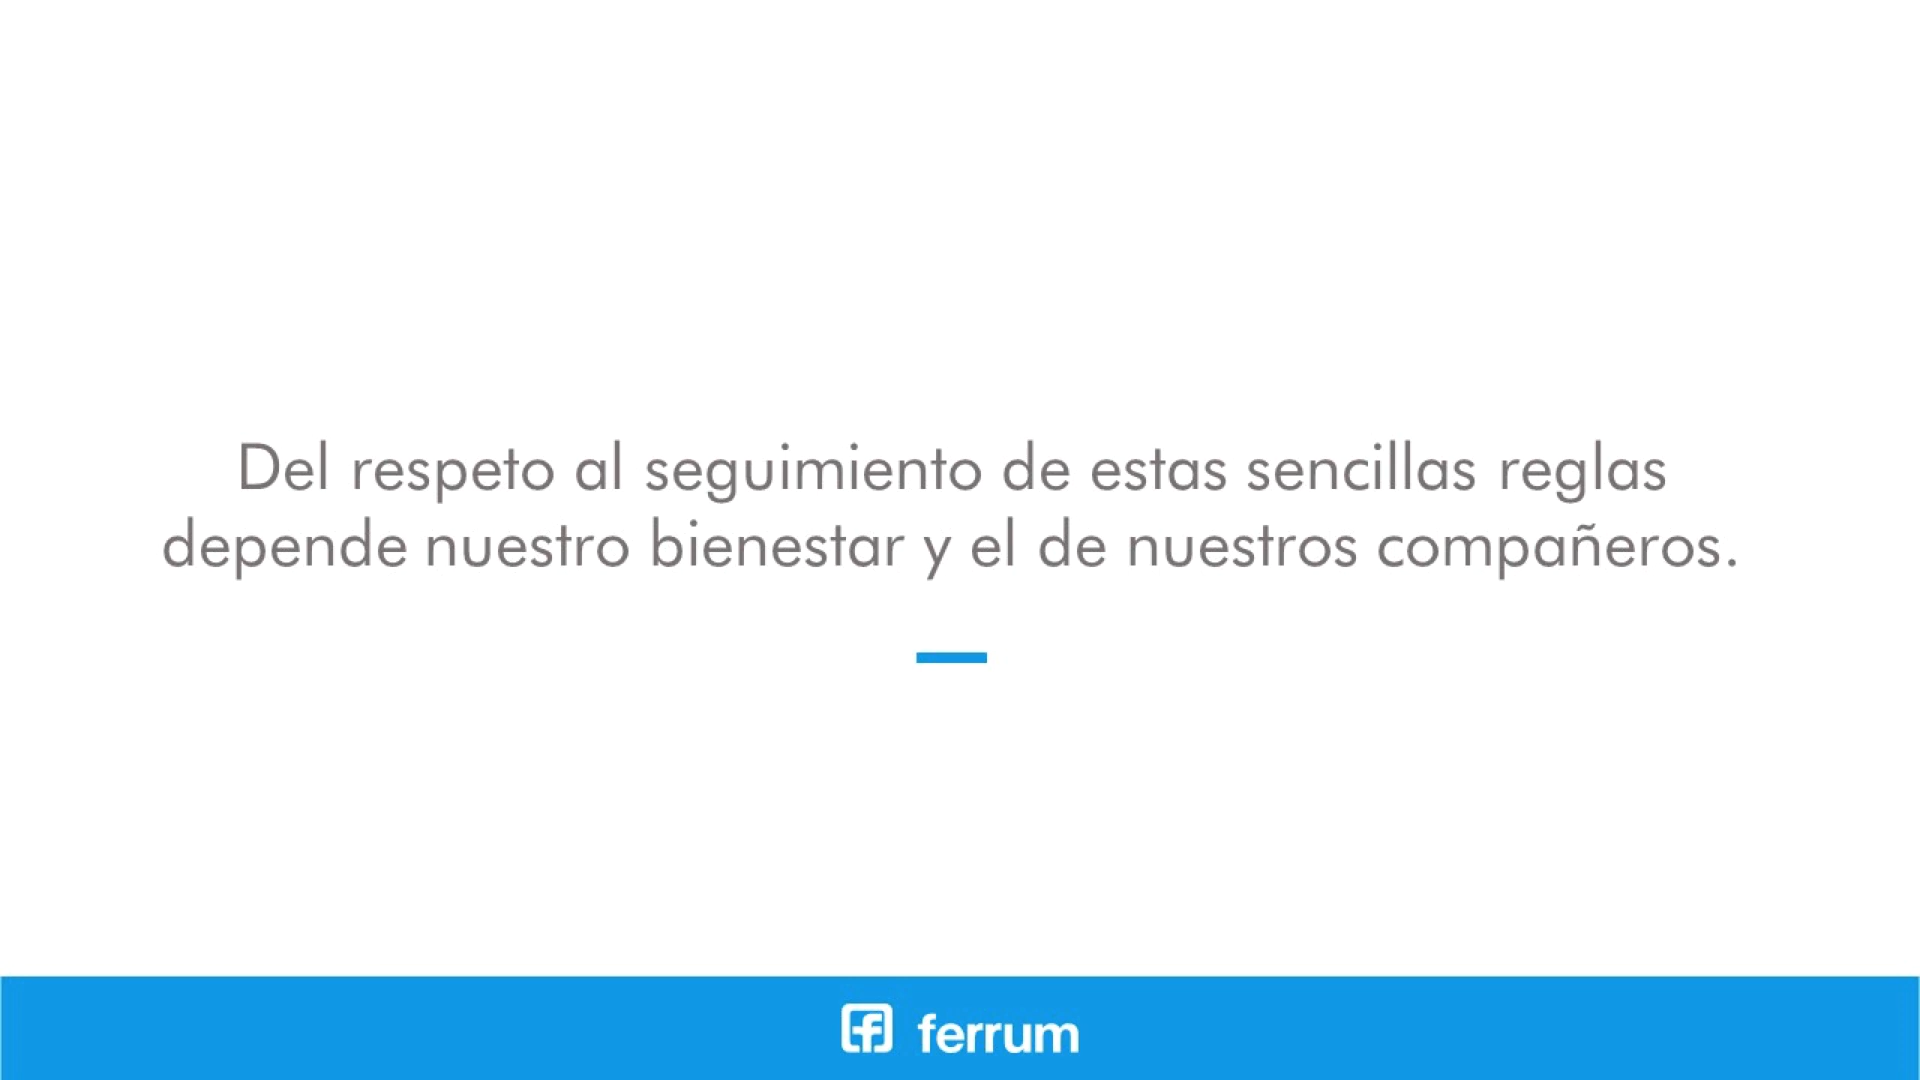 Del respeto al seguimiento de estas sencillas reglas
depende nuestro bienestar y el de nuestros compañeros.
ferrum